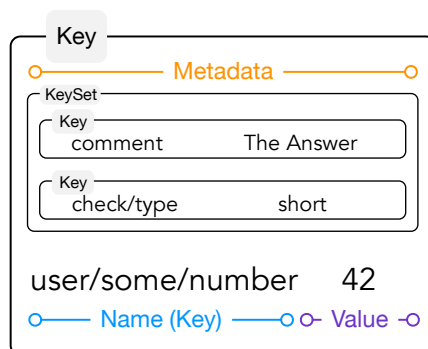 Key
Metadata
KeySet
Key
comment The Answer
Key
check/type short
user/some/number 42
Name (Key) Value